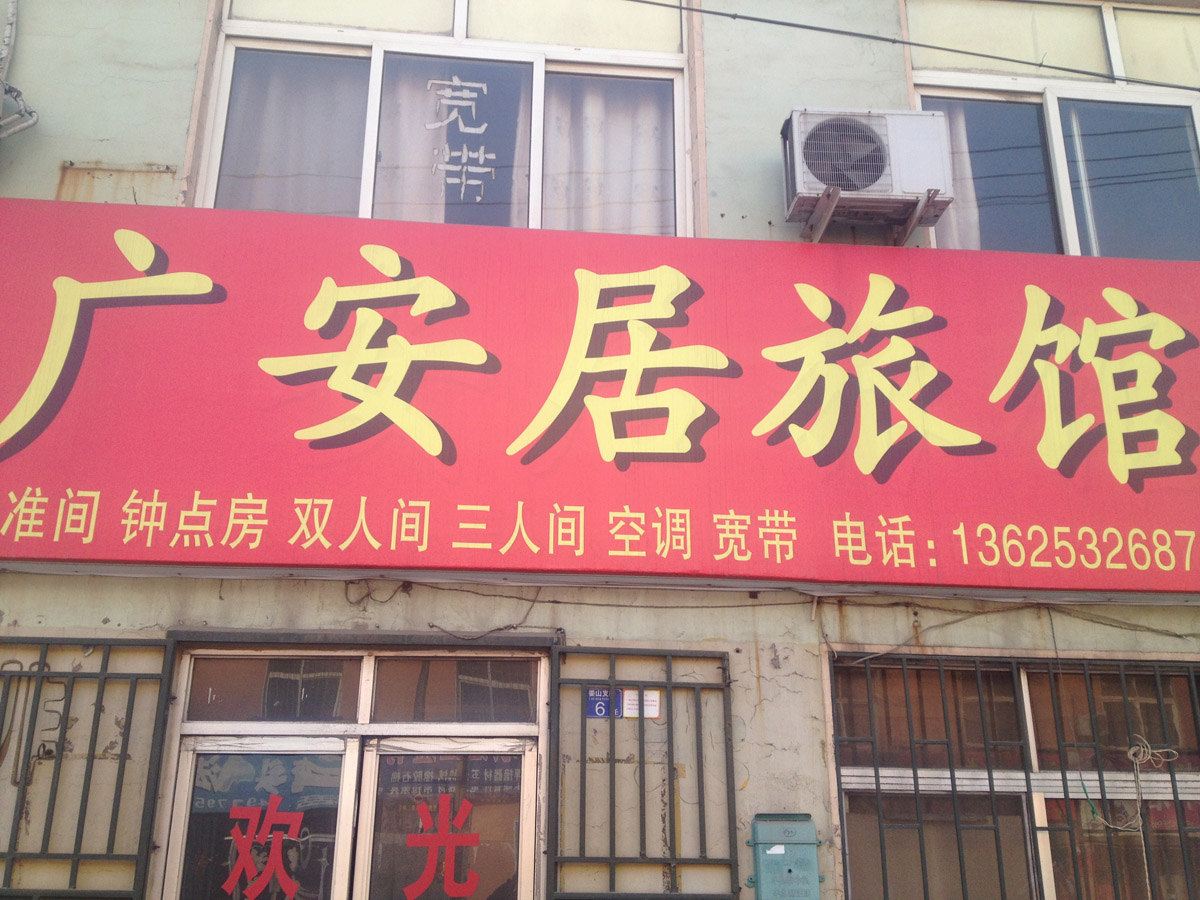 宽
带
广安居旅馆
准间 钟点房 双人间 三人间 空调 宽带 电话:1362532687
6
欢 光